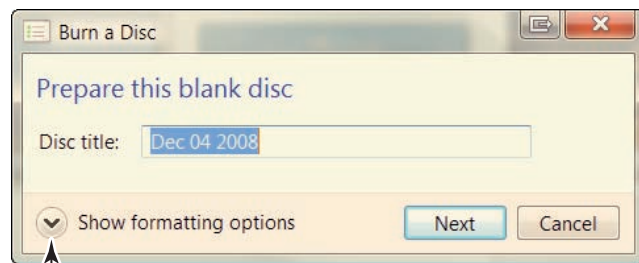 Burn a Disc
Prepare this blank disc
Disc title: Dec 04 2008
Show formatting options Next Cancel